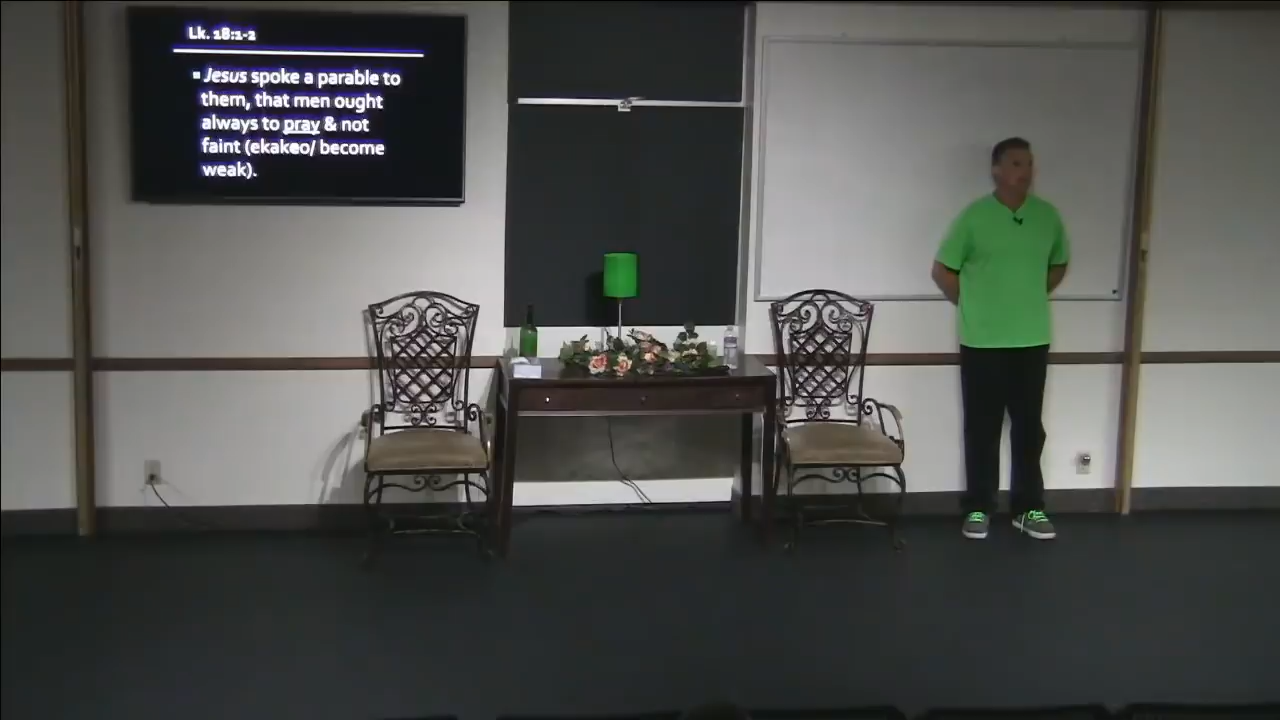 Lk. 18:1-2
▪ Jesus spoke a parable to
them, that men ought
always to pray & not
faint (ekakeo/ become
weak).